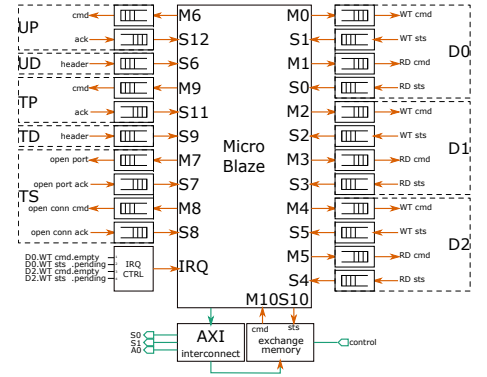 UP
cmd
M6
ack
S12
UD
header
S6
TP
cmd
M9
ack
S11
TD
header
S9
TS
open port
M7
open port ack
S7
open conn cmd
M8
open conn ack
S8
D0.WT cmd.empty
D0.WT sts .pending
D2.WT cmd.empty
D2.WT sts .pending
IRQ
CTRL
IRQ
Micro
Blaze
M0
WT cmd
S1
WT sts
M1
RD cmd
S0
RD sts
D0
M2
WT cmd
S2
WT sts
M3
RD cmd
S3
RD sts
D1
M4
WT cmd
S5
WT sts
M5
RD cmd
S4
RD sts
D2
M10
S10
cmd
sts
S0
S1
A0
AXI
interconnect
exchange
memory
control